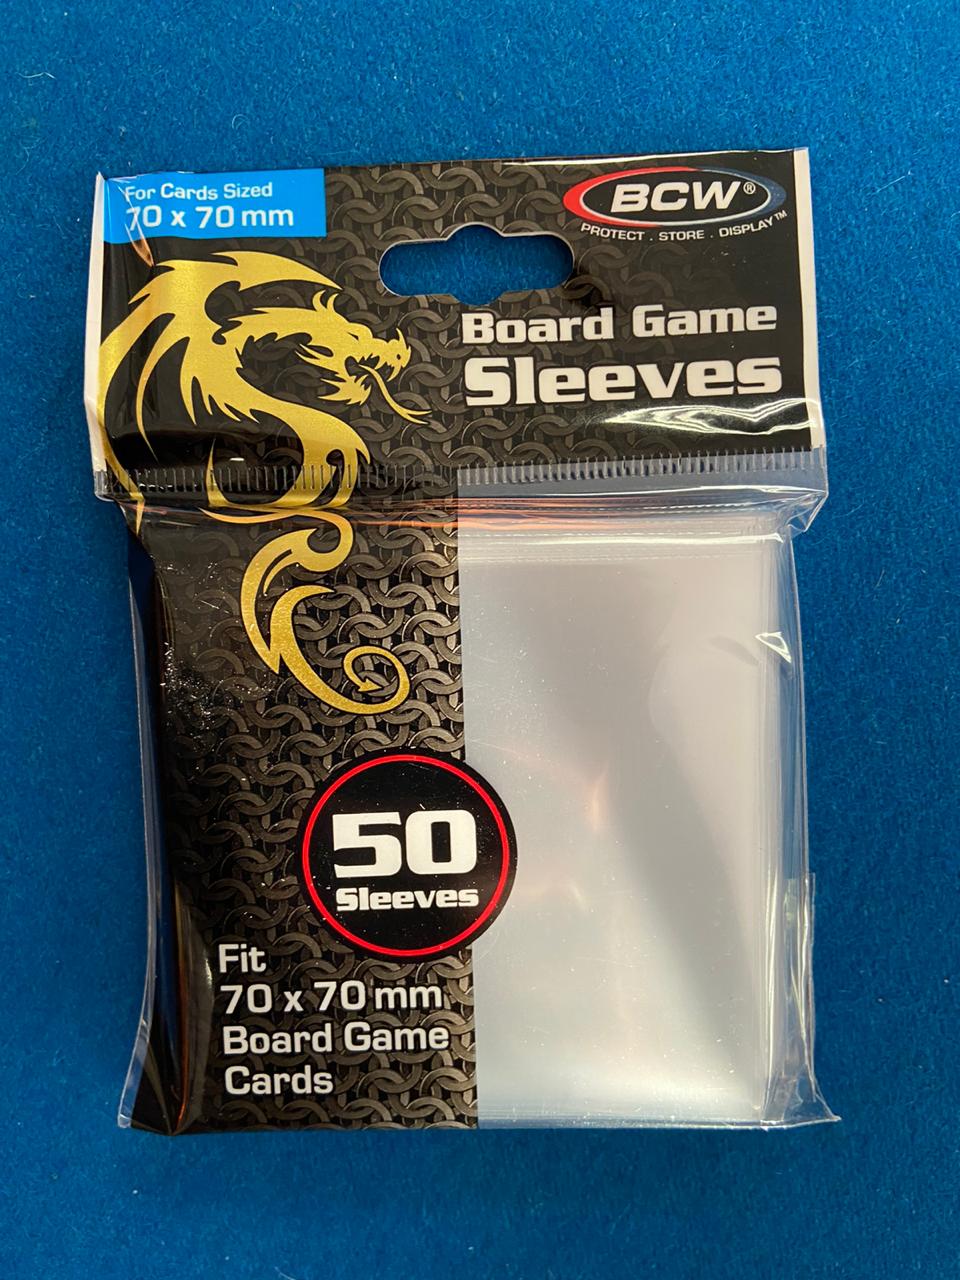 For Cards Sized
70 x 70 mm
BCW®
PROTECT . STORE . DISPLAY™
Board Game
Sleeves
50
Sleeves
Fit
70 x 70 mm
Board Game
Cards